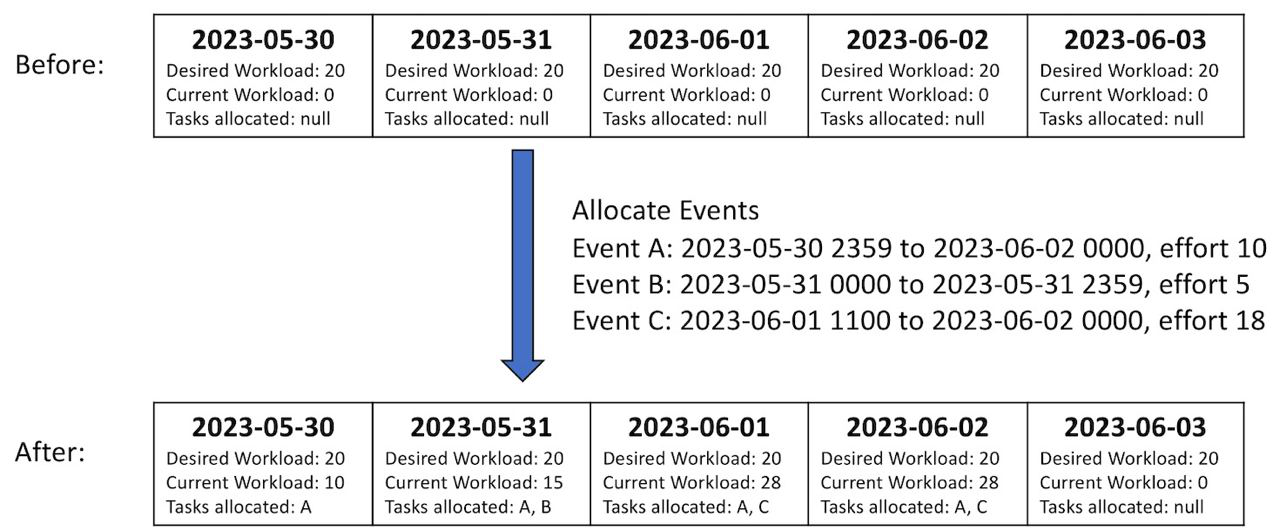 Before:
2023-05-30 2023-05-31 2023-06-01 2023-06-02 2023-06-03
Desired Workload: 20 Desired Workload: 20 Desired Workload: 20 Desired Workload: 20 Desired Workload: 20
Current Workload: 0 Current Workload: 0 Current Workload: 0 Current Workload: 0 Current Workload: 0
Tasks allocated: null Tasks allocated: null Tasks allocated: null Tasks allocated: null Tasks allocated: null
Allocate Events
Event A: 2023-05-30 2359 to 2023-06-02 0000, effort 10
Event B: 2023-05-31 0000 to 2023-05-31 2359, effort 5
Event C: 2023-06-01 1100 to 2023-06-02 0000, effort 18
After:
2023-05-30 2023-05-31 2023-06-01 2023-06-02 2023-06-03
Desired Workload: 20 Desired Workload: 20 Desired Workload: 20 Desired Workload: 20 Desired Workload: 20
Current Workload: 10 Current Workload: 15 Current Workload: 28 Current Workload: 28 Current Workload: 0
Tasks allocated: A Tasks allocated: A, B Tasks allocated: A, C Tasks allocated: A, C Tasks allocated: null